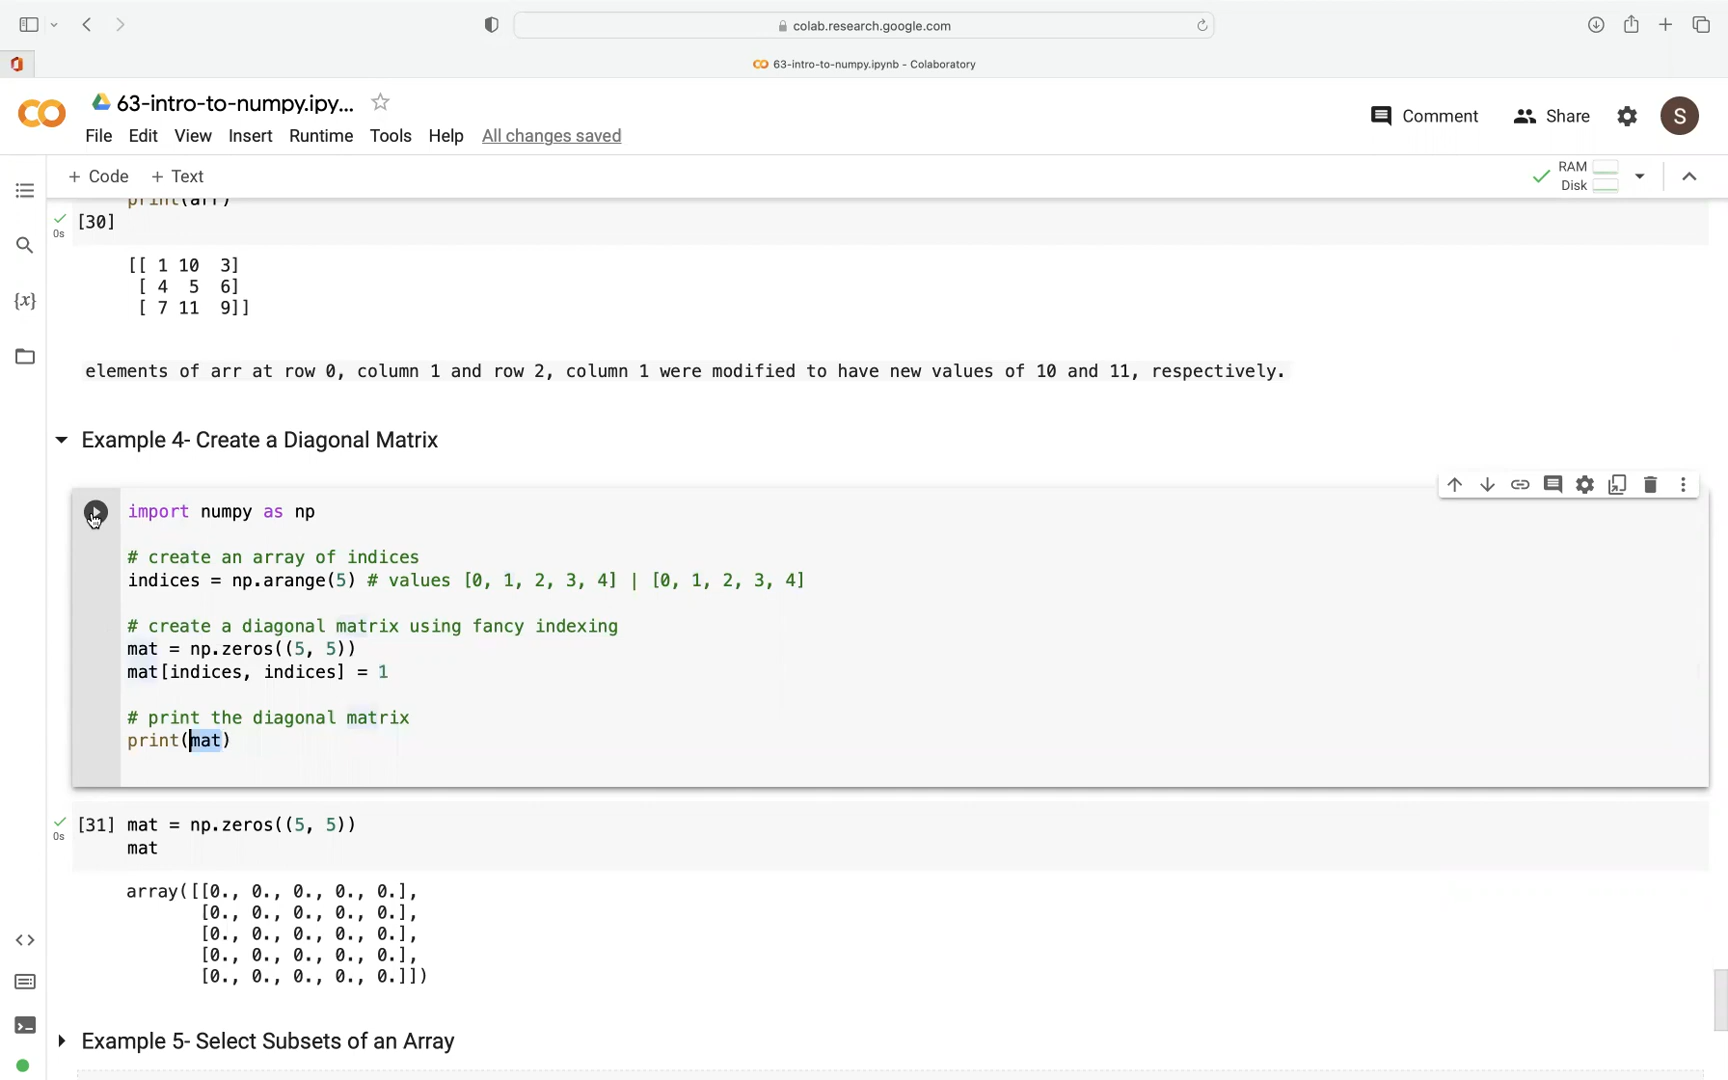 colab.research.google.com
63-intro-to-numpy.ipynb - Colaboratory
63-intro-to-numpy.ipy...
Comment
Share
S
File Edit View Insert Runtime Tools Help All changes saved
+ Code + Text
RAM
Disk
print(arr)
[30]
0s
[[ 1 10  3]
 [ 4  5  6]
 [ 7 11  9]]
elements of arr at row 0, column 1 and row 2, column 1 were modified to have new values of 10 and 11, respectively.
Example 4- Create a Diagonal Matrix
import numpy as np
# create an array of indices
indices = np.arange(5) # values [0, 1, 2, 3, 4] | [0, 1, 2, 3, 4]
# create a diagonal matrix using fancy indexing
mat = np.zeros((5, 5))
mat[indices, indices] = 1
# print the diagonal matrix
print(mat)
[31] mat = np.zeros((5, 5))
0s
mat
array([[0., 0., 0., 0., 0.],
       [0., 0., 0., 0., 0.],
       [0., 0., 0., 0., 0.],
       [0., 0., 0., 0., 0.],
       [0., 0., 0., 0., 0.]])
Example 5- Select Subsets of an Array